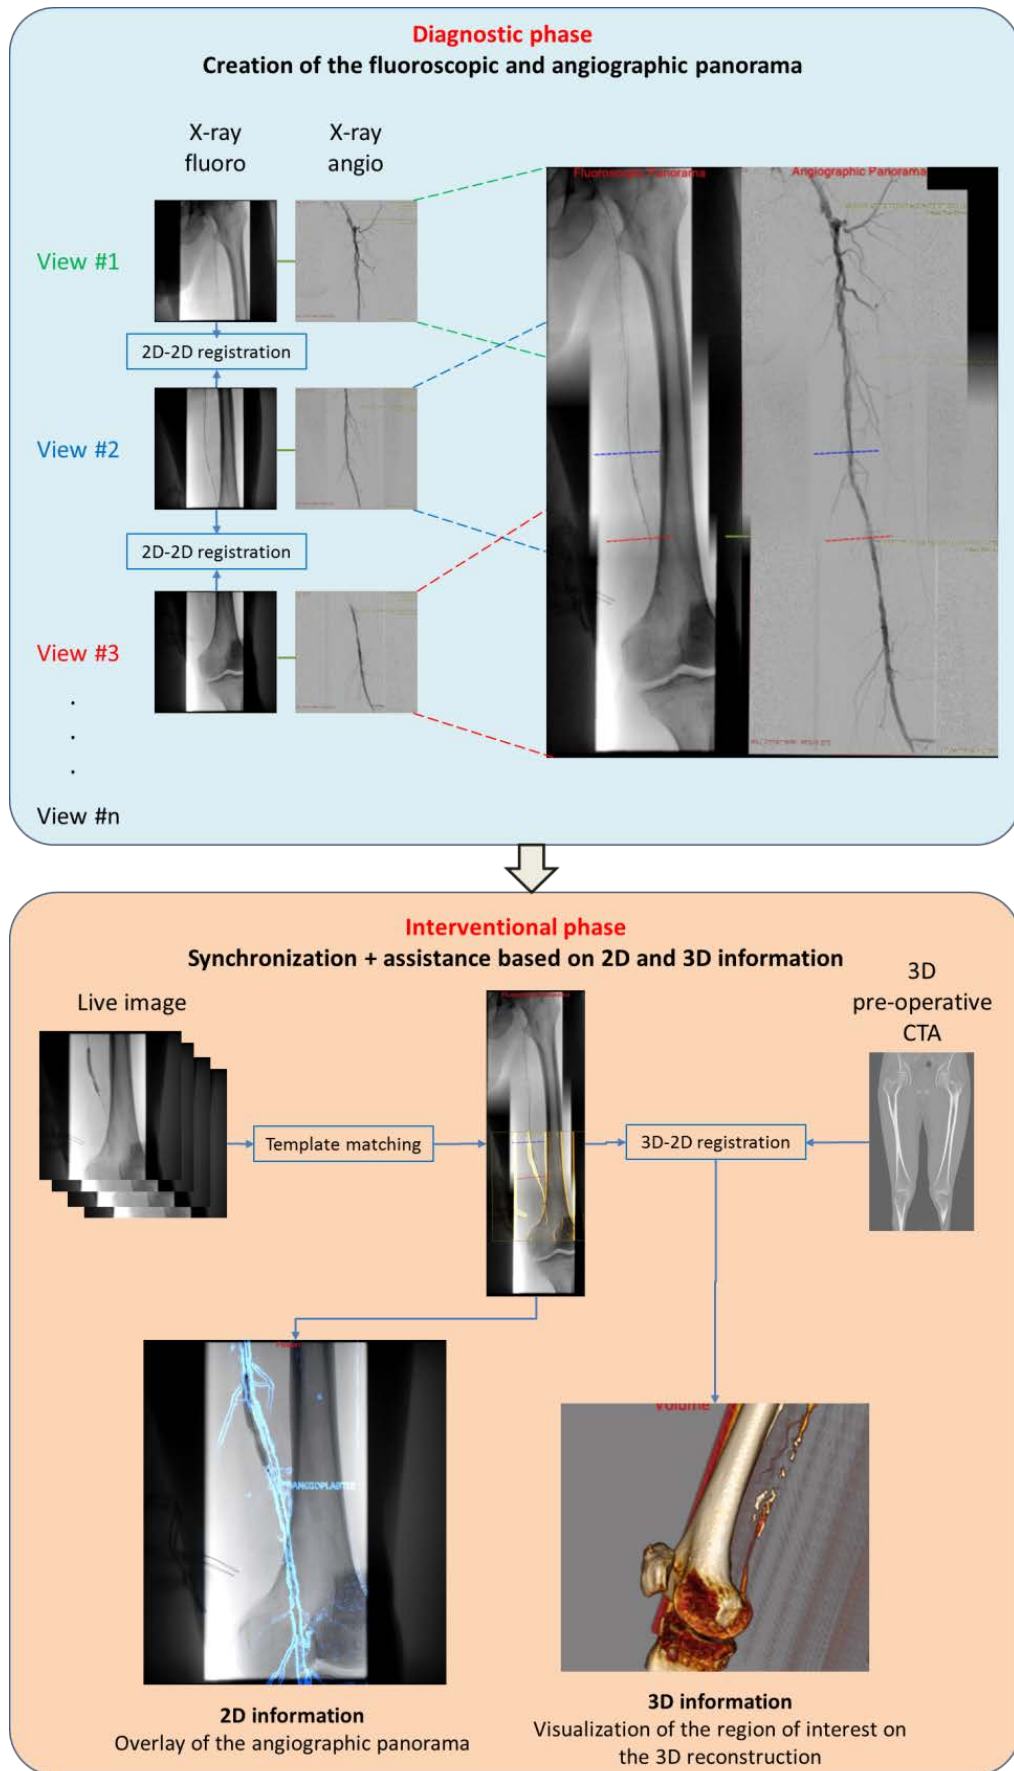 Diagnostic phase
Creation of the fluoroscopic and angiographic panorama
X-ray
fluoro
X-ray
angio
Fluoroscopic Panorama
Angiographic Panorama
View #1
2D-2D registration
View #2
2D-2D registration
View #3
.
.
.
View #n
Interventional phase
Synchronization + assistance based on 2D and 3D information
Live image
3D
pre-operative
CTA
Template matching
3D-2D registration
Volume
2D information
Overlay of the angiographic panorama
3D information
Visualization of the region of interest on
the 3D reconstruction